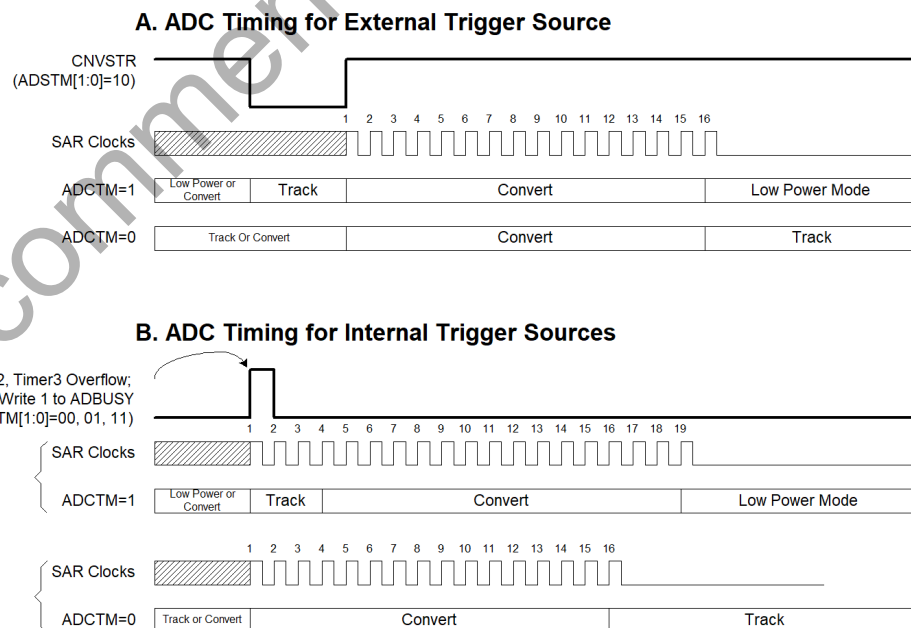 A. ADC Timing for External Trigger Source
CNVSTR
(ADSTM[1:0]=10)
1 2 3 4 5 6 7 8 9 10 11 12 13 14 15 16
SAR Clocks
ADCTM=1 Low Power or Convert Track Convert Low Power Mode
ADCTM=0 Track Or Convert Convert Track
B. ADC Timing for Internal Trigger Sources
2, Timer3 Overflow;
Write 1 to ADBUSY
TM[1:0]=00, 01, 11)
1 2 3 4 5 6 7 8 9 10 11 12 13 14 15 16 17 18 19
SAR Clocks
ADCTM=1 Low Power or Convert Track Convert Low Power Mode
1 2 3 4 5 6 7 8 9 10 11 12 13 14 15 16
SAR Clocks
ADCTM=0 Track or Convert Convert Track
commen